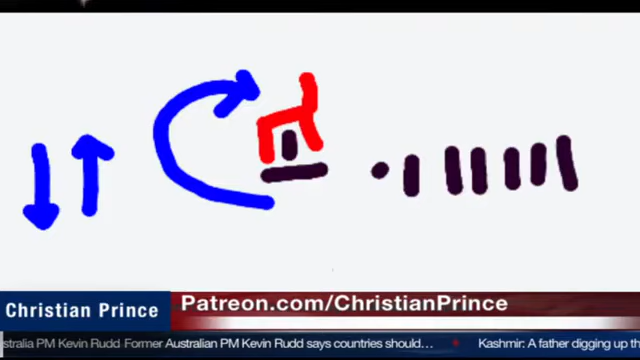 Christian Prince
Patreon.com/ChristianPrince
stralia PM Kevin Rudd Former Australian PM Kevin Rudd says countries should… Kashmir: A father digging up th